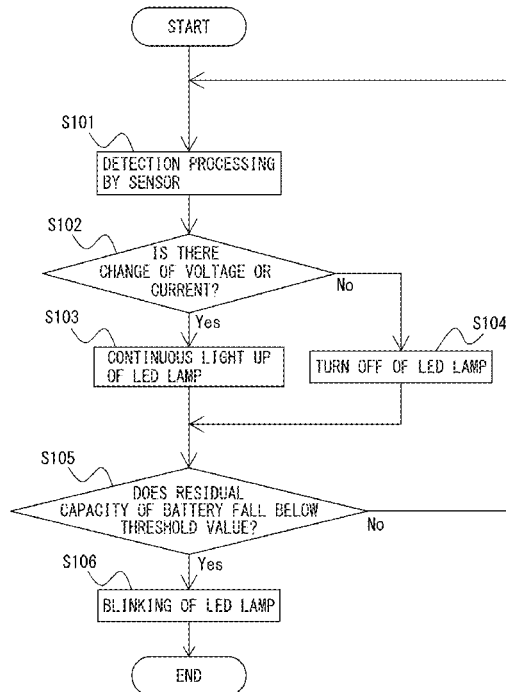 START
S101
DETECTION PROCESSING
BY SENSOR
S102
IS THERE
CHANGE OF VOLTAGE OR
CURRENT?
No
Yes
S103
CONTINUOUS LIGHT UP
OF LED LAMP
S104
TURN OFF OF LED LAMP
S105
DOES RESIDUAL
CAPACITY OF BATTERY FALL BELOW
THRESHOLD VALUE?
No
Yes
S106
BLINKING OF LED LAMP
END